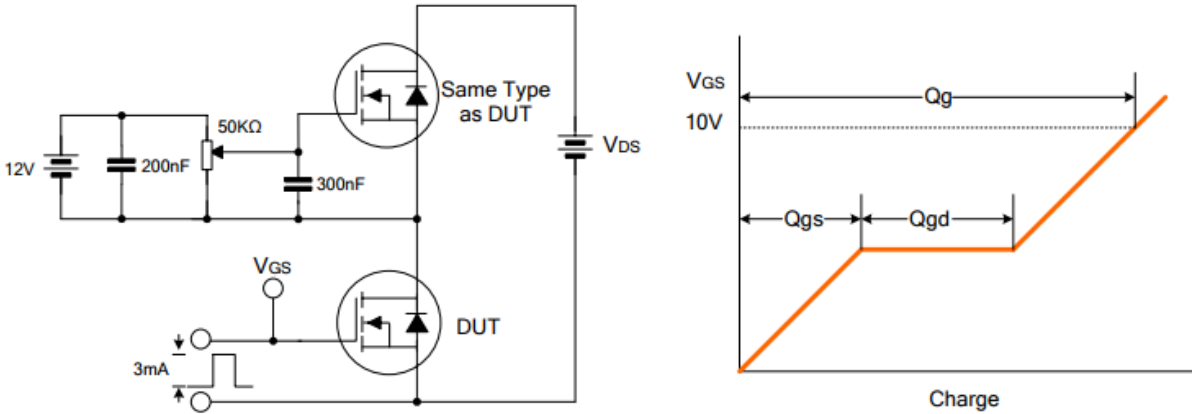 Same Type
as DUT
50KΩ
12V
200nF
300nF
VDS
VGS
DUT
3mA
VGS
Qg
10V
Qgs
Qgd
Charge